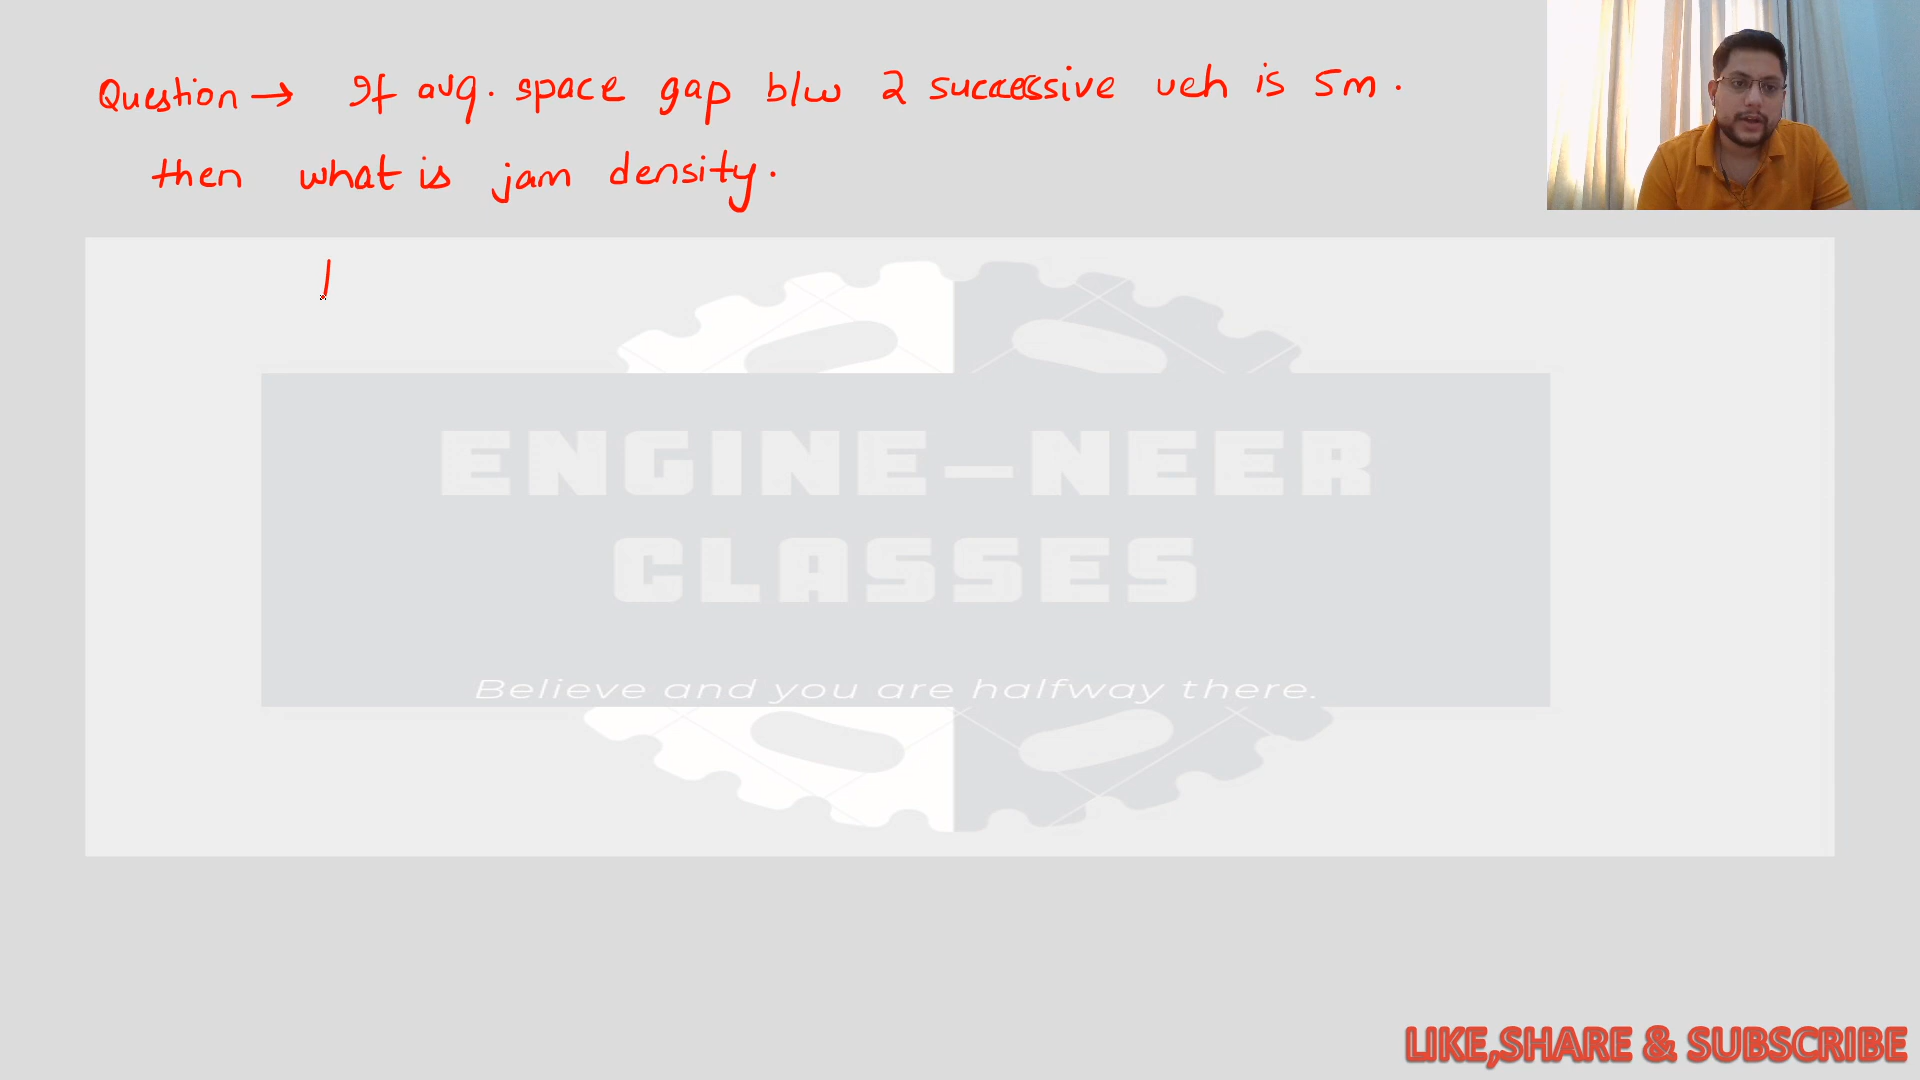 Question → If avg. space gap b/w 2 successive veh is 5m.
then what is jam density.
ENGINE-NEER
CLASSES
Believe and you are halfway there.
LIKE,SHARE & SUBSCRIBE